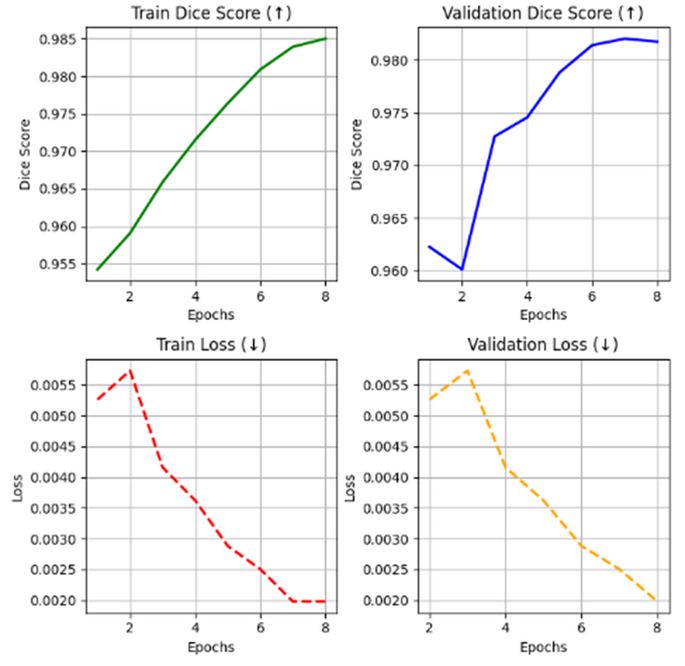 Train Dice Score (↑)
Validation Dice Score (↑)
0.985
0.980
0.975
0.970
0.965
0.960
0.955
Dice Score
2 4 6 8
Epochs
0.980
0.975
0.970
0.965
0.960
Dice Score
2 4 6 8
Epochs
Train Loss (↓)
Validation Loss (↓)
0.0055
0.0050
0.0045
0.0040
0.0035
0.0030
0.0025
0.0020
Loss
2 4 6 8
Epochs
0.0055
0.0050
0.0045
0.0040
0.0035
0.0030
0.0025
0.0020
Loss
2 4 6 8
Epochs